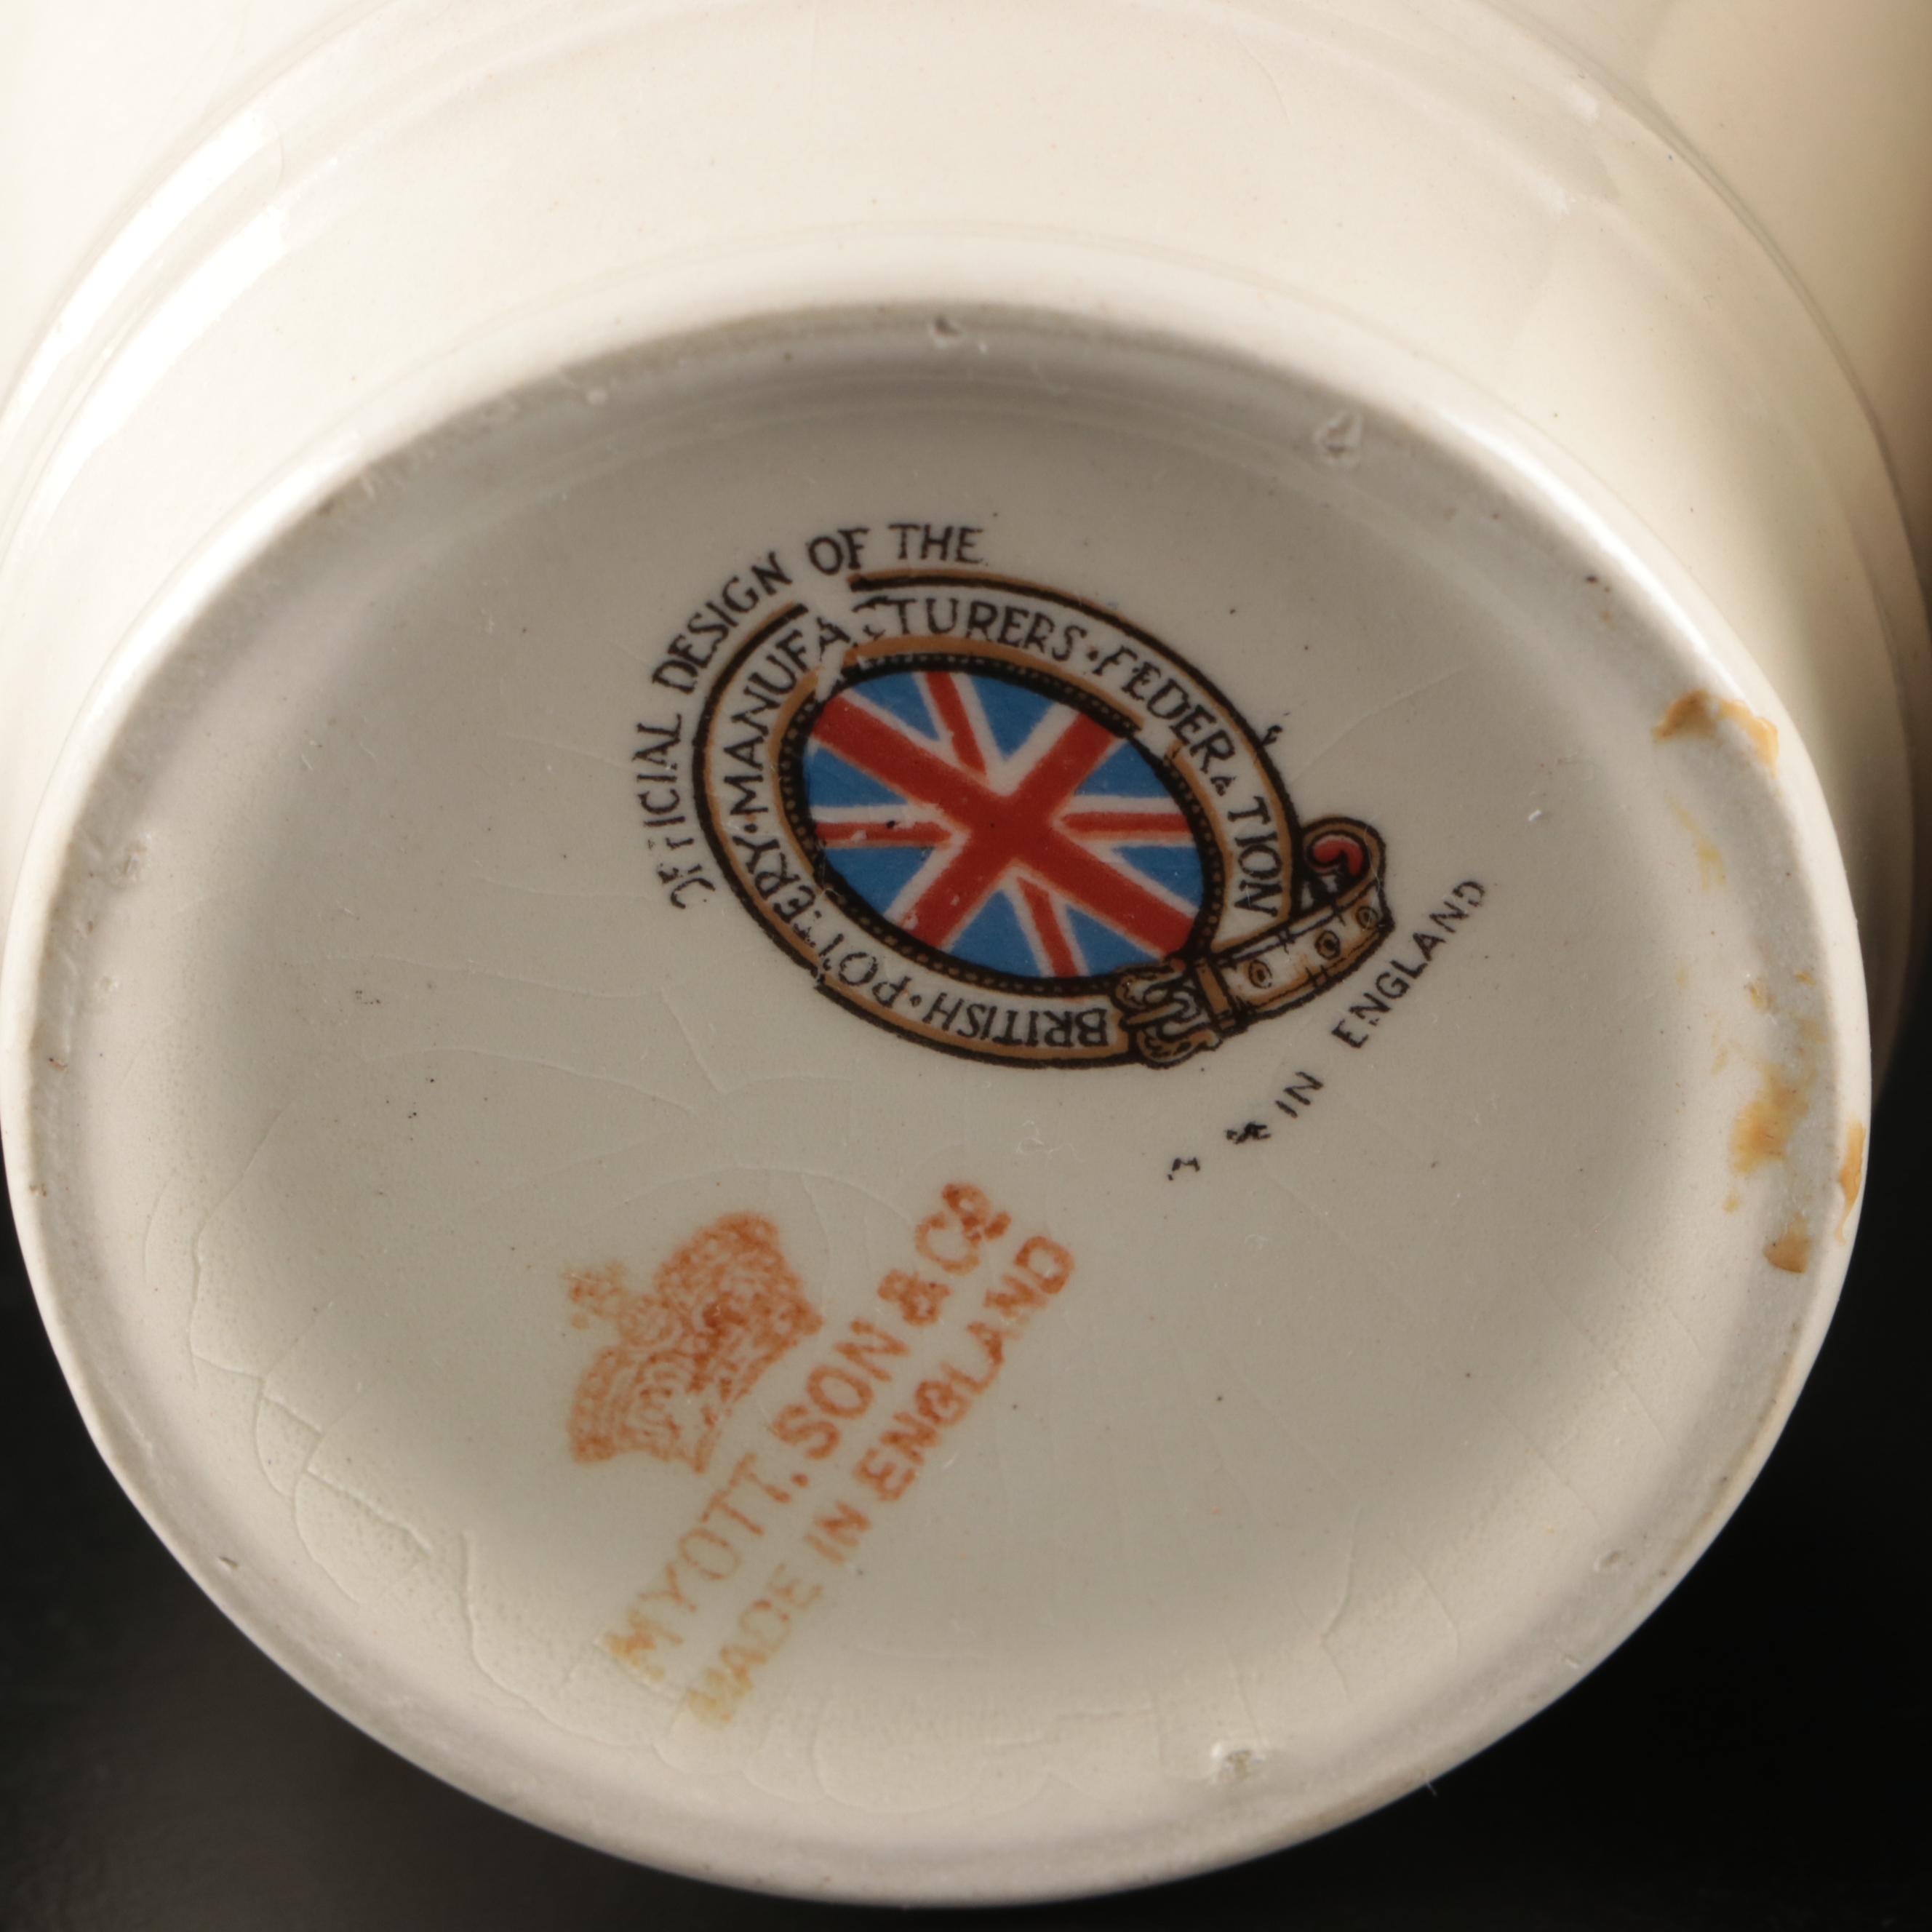 OFFICIAL DESIGN OF THE
BRITISH·POTTERY·MANUFACTURERS·FEDERATION
IN ENGLAND
MYOTT. SON & Co
MADE IN ENGLAND